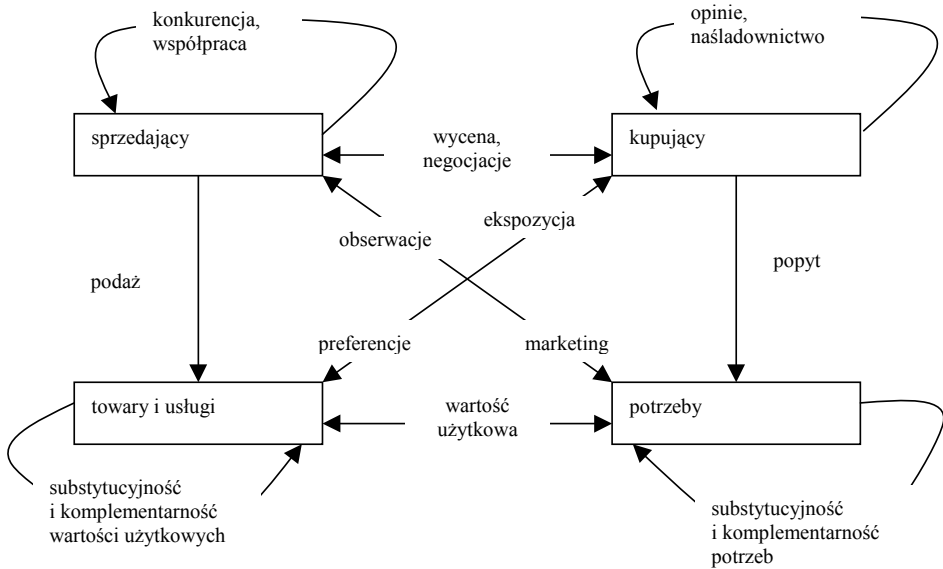 konkurencja,
współpraca
opinie,
naśladownictwo
sprzedający
wycena,
negocjacje
kupujący
ekspozycja
obserwacje
podaż
popyt
preferencje
marketing
towary i usługi
wartość
użytkowa
potrzeby
substytucyjność
i komplementarność
wartości użytkowych
substytucyjność
i komplementarność
potrzeb